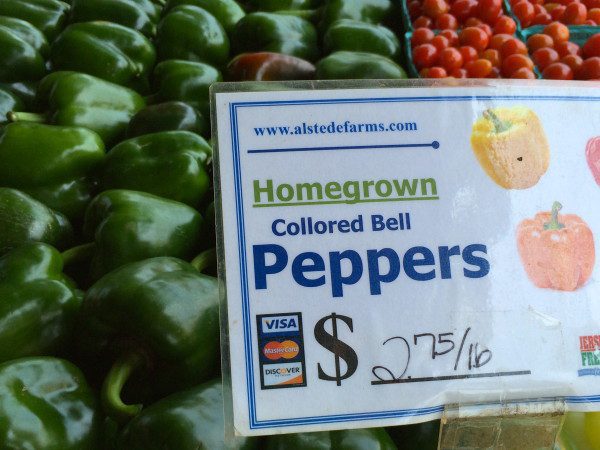 www.alstedefarms.com
Homegrown
Collored Bell
Peppers
VISA
MasterCard
DISCOVER
$ 2.75/lb